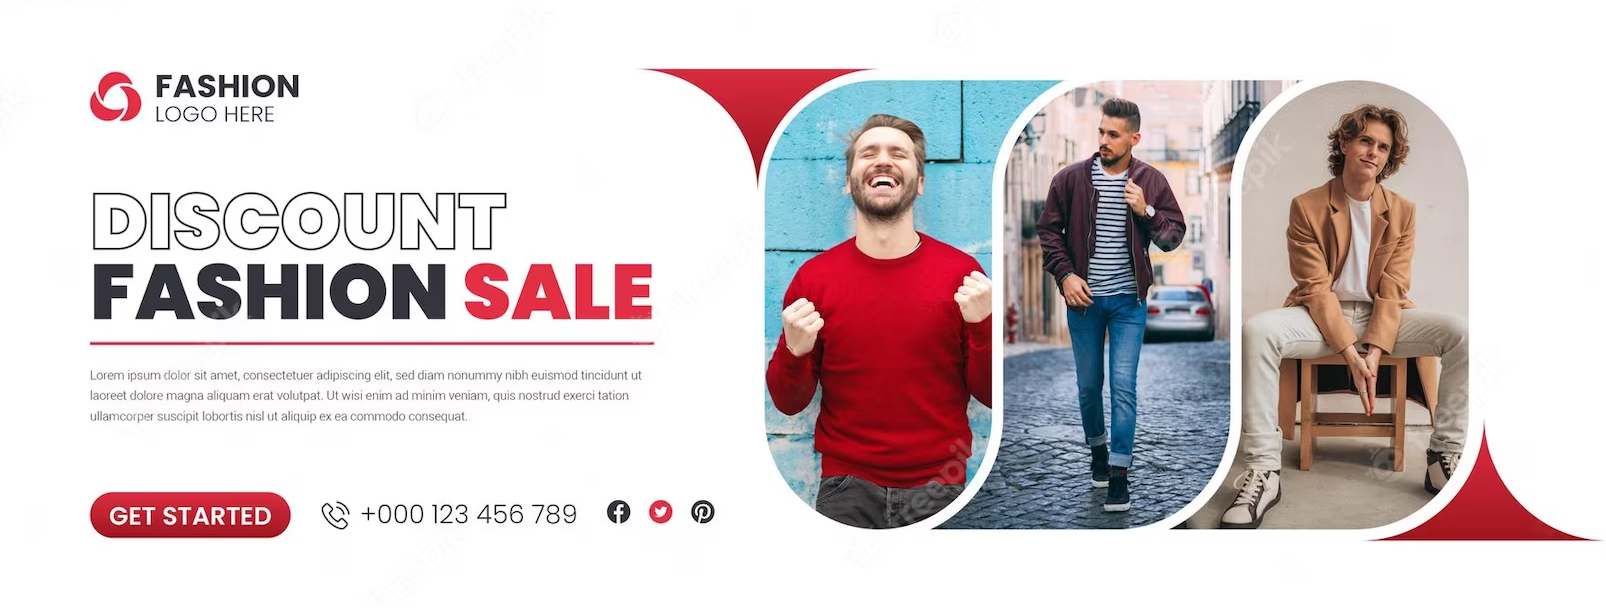 FASHION
LOGO HERE
DISCOUNT
FASHION SALE
Lorem ipsum dolor sit amet, consectetuer adipiscing elit, sed diam nonummy nibh euismod tincidunt ut
laoreet dolore magna aliquam erat volutpat. Ut wisi enim ad minim veniam, quis nostrud exerci tation
ullamcorper suscipit lobortis nisl ut aliquip ex ea commodo consequat.
GET STARTED
+000 123 456 789